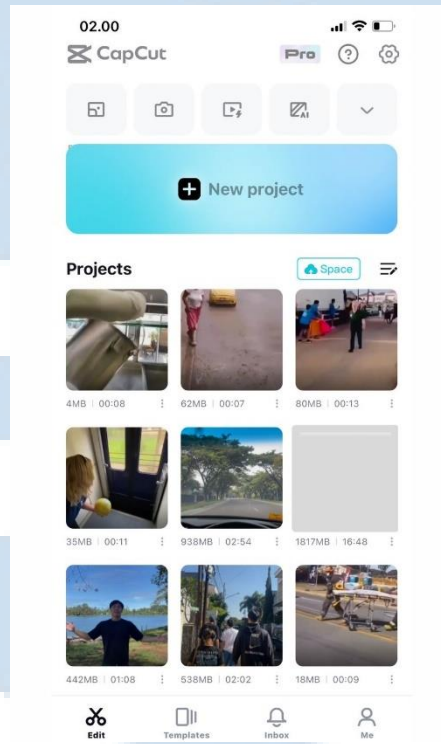 02.00
CapCut Pro ?
AI
New project
Projects Space
4MB | 00:08 62MB | 00:07 80MB | 00:13
35MB | 00:11 938MB | 02:54 1817MB | 16:48
442MB | 01:08 538MB | 02:02 18MB | 00:09
Edit Templates Inbox Me